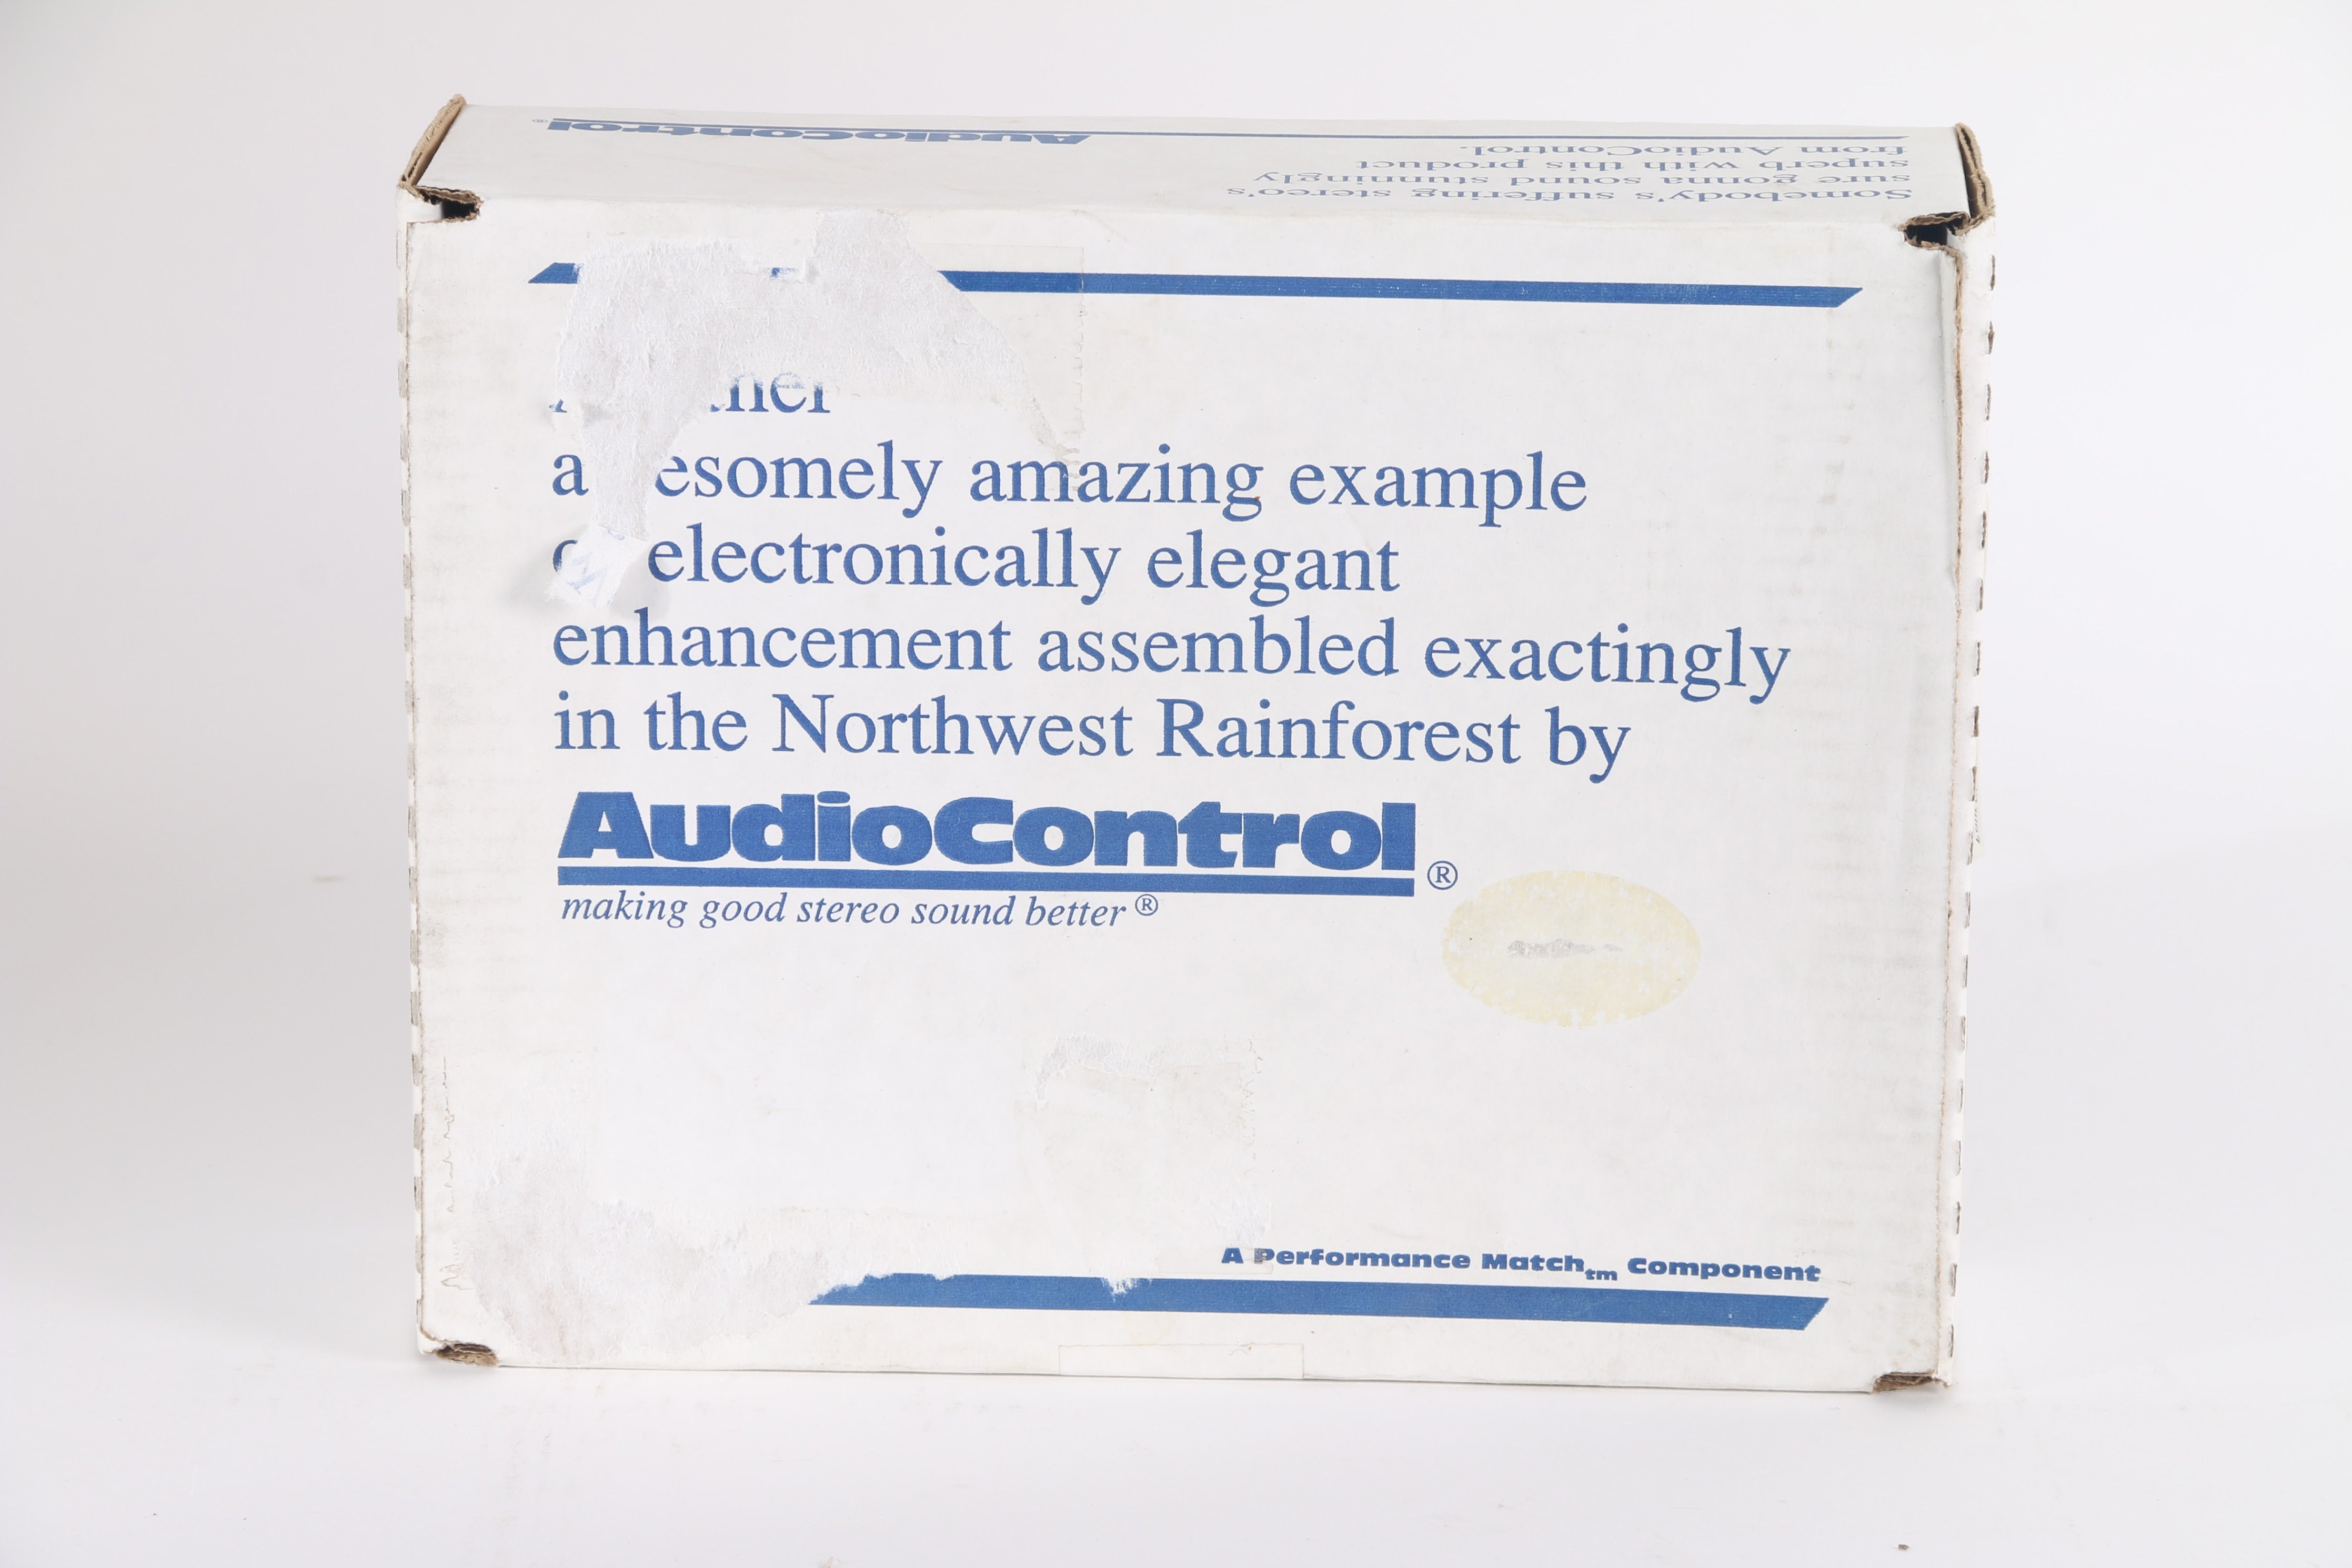 AudioControl®
Somebody's suffering stereo's
sure gonna sound stunningly
superb with this product
from AudioControl.
amazing example
electronically elegant
enhancement assembled exactingly
in the Northwest Rainforest by
AudioControl®
making good stereo sound better®
A Performance Match tm Component